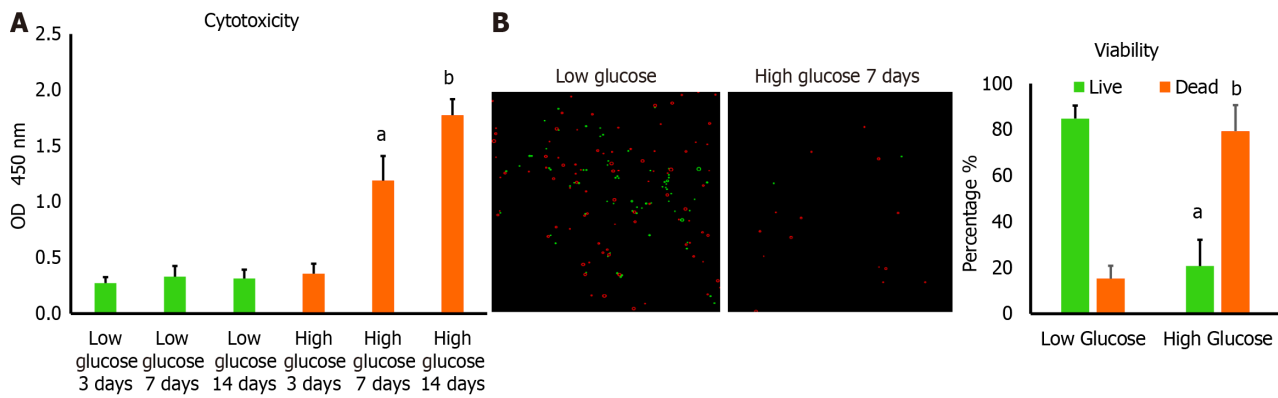 A
Cytotoxicity
2.5
2.0
1.5
1.0
0.5
0.0
OD 450 nm
a
b
Low glucose 3 days
Low glucose 7 days
Low glucose 14 days
High glucose 3 days
High glucose 7 days
High glucose 14 days
B
Low glucose
High glucose 7 days
Viability
Live
Dead
100
80
60
40
20
0
Percentage %
a
b
Low Glucose
High Glucose